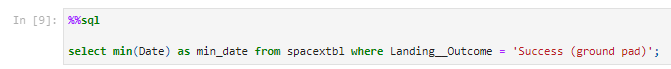 In [9]: %%sql
select min(Date) as min_date from spacextbl where Landing__Outcome = 'Success (ground pad)';